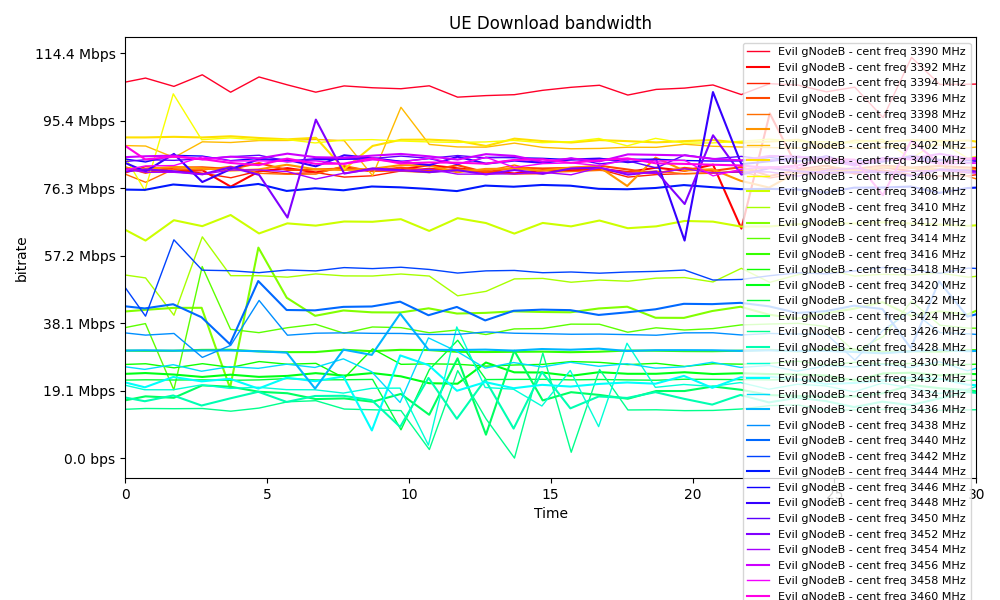 UE Download bandwidth
114.4 Mbps
95.4 Mbps
76.3 Mbps
57.2 Mbps
38.1 Mbps
19.1 Mbps
0.0 bps
bitrate
0
5
10
15
20
30
Time
Evil gNodeB - cent freq 3390 MHz
Evil gNodeB - cent freq 3392 MHz
Evil gNodeB - cent freq 3394 MHz
Evil gNodeB - cent freq 3396 MHz
Evil gNodeB - cent freq 3398 MHz
Evil gNodeB - cent freq 3400 MHz
Evil gNodeB - cent freq 3402 MHz
Evil gNodeB - cent freq 3404 MHz
Evil gNodeB - cent freq 3406 MHz
Evil gNodeB - cent freq 3408 MHz
Evil gNodeB - cent freq 3410 MHz
Evil gNodeB - cent freq 3412 MHz
Evil gNodeB - cent freq 3414 MHz
Evil gNodeB - cent freq 3416 MHz
Evil gNodeB - cent freq 3418 MHz
Evil gNodeB - cent freq 3420 MHz
Evil gNodeB - cent freq 3422 MHz
Evil gNodeB - cent freq 3424 MHz
Evil gNodeB - cent freq 3426 MHz
Evil gNodeB - cent freq 3428 MHz
Evil gNodeB - cent freq 3430 MHz
Evil gNodeB - cent freq 3432 MHz
Evil gNodeB - cent freq 3434 MHz
Evil gNodeB - cent freq 3436 MHz
Evil gNodeB - cent freq 3438 MHz
Evil gNodeB - cent freq 3440 MHz
Evil gNodeB - cent freq 3442 MHz
Evil gNodeB - cent freq 3444 MHz
Evil gNodeB - cent freq 3446 MHz
Evil gNodeB - cent freq 3448 MHz
Evil gNodeB - cent freq 3450 MHz
Evil gNodeB - cent freq 3452 MHz
Evil gNodeB - cent freq 3454 MHz
Evil gNodeB - cent freq 3456 MHz
Evil gNodeB - cent freq 3458 MHz
Evil gNodeB - cent freq 3460 MHz